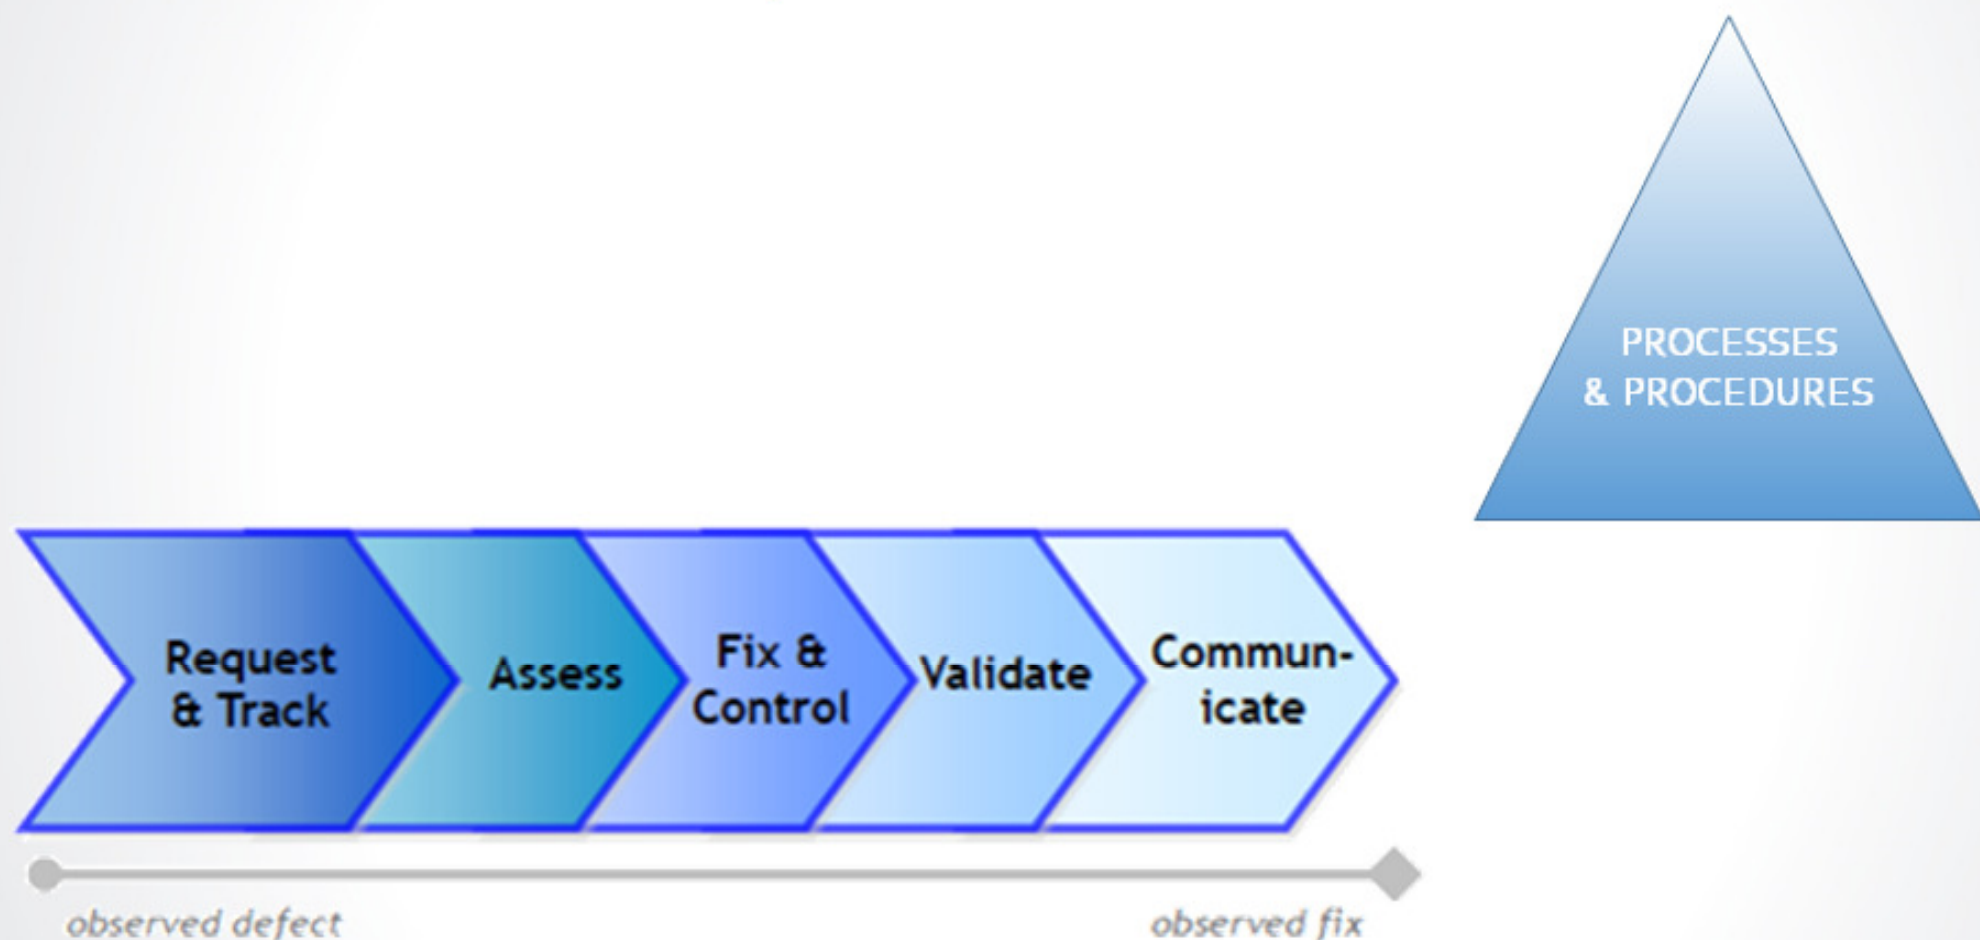 PROCESSES
& PROCEDURES
Request
& Track
Assess
Fix &
Control
Validate
Commun-
icate
observed defect
observed fix